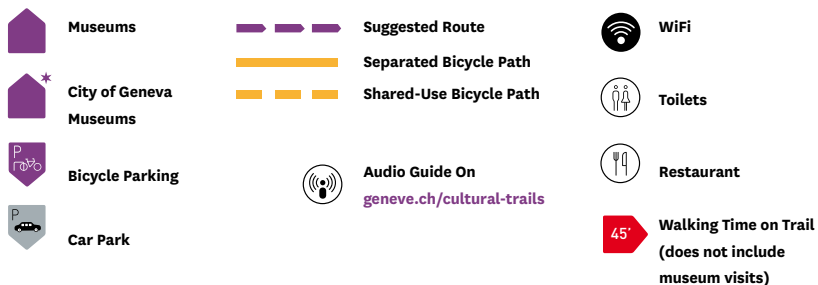 Museums
City of Geneva
Museums
P
Bicycle Parking
P
Car Park
Suggested Route
Separated Bicycle Path
Shared-Use Bicycle Path
Audio Guide On
geneve.ch/cultural-trails
WiFi
Toilets
Restaurant
45’
Walking Time on Trail
(does not include
museum visits)